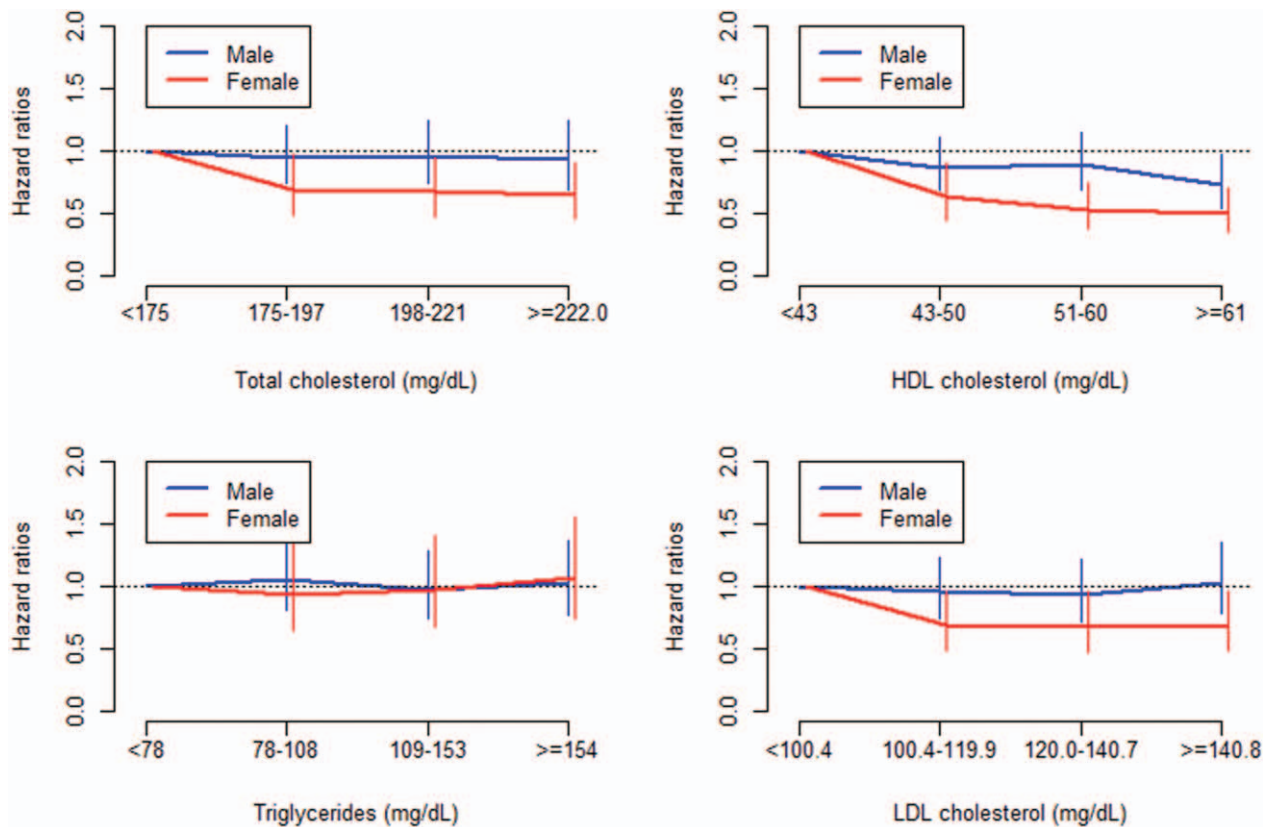 2.0
1.5
1.0
0.5
0.0
Hazard ratios
Male
Female
<175 175-197 198-221 >=222.0
Total cholesterol (mg/dL)
2.0
1.5
1.0
0.5
0.0
Hazard ratios
Male
Female
<43 43-50 51-60 >=61
HDL cholesterol (mg/dL)
2.0
1.5
1.0
0.5
0.0
Hazard ratios
Male
Female
<78 78-108 109-153 >=154
Triglycerides (mg/dL)
2.0
1.5
1.0
0.5
0.0
Hazard ratios
Male
Female
<100.4 100.4-119.9 120.0-140.7 >=140.8
LDL cholesterol (mg/dL)